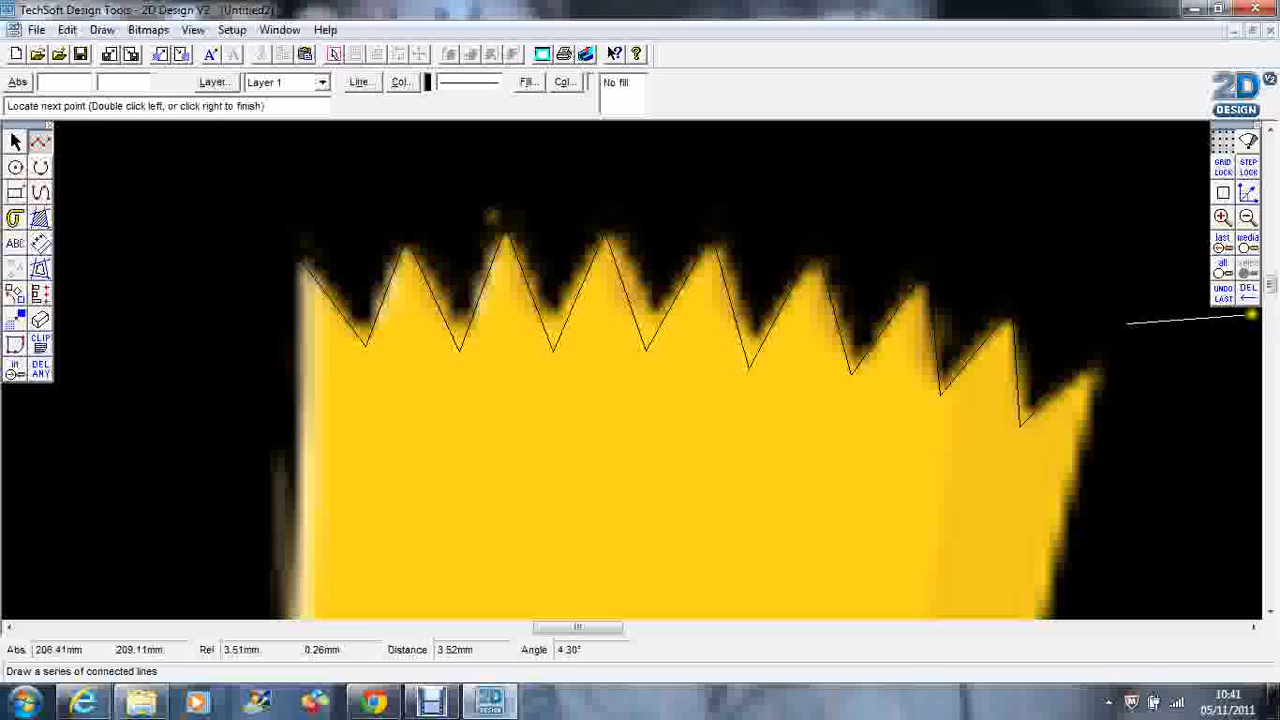 TechSoft Design Tools - 2D Design V2 - (Untitled2)
File Edit Draw Bitmaps View Setup Window Help
Abs Layer... Layer 1 Line... Col... Fill... Col... No fill
Locate next point (Double click left, or click right to finish)
2D V2
DESIGN
GRID LOCK STEP LOCK
ABC
last media
all
UNDO LAST DEL
CLIP
DEL ANY
Abs. 206.41mm 209.11mm Rel 3.51mm 0.26mm Distance 3.52mm Angle 4.30°
Draw a series of connected lines
2D
DESIGN
10:41
05/11/2011